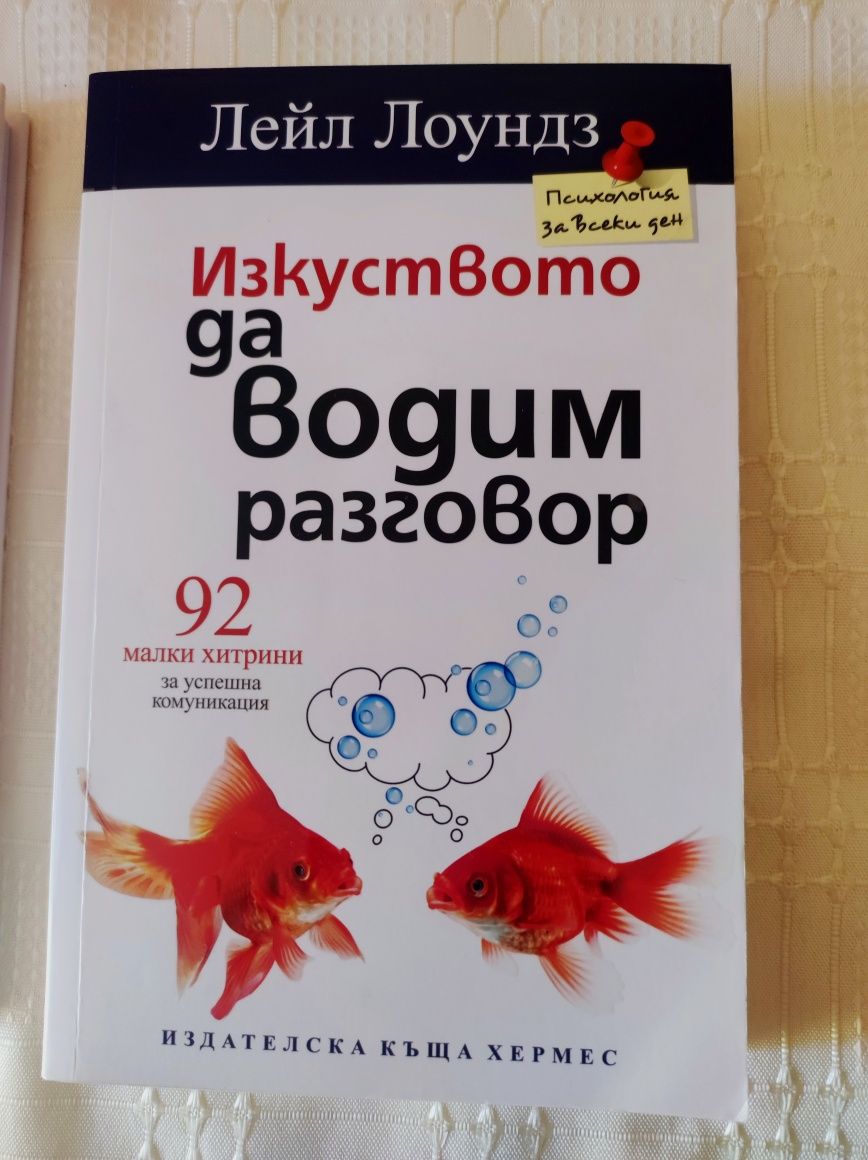 Лейл Лоундз
Психология
за всеки ден
Изкуството
да
водим
разговор
92
малки хитрини
за успешна
комуникация
ИЗДАТЕЛСКА КЪЩА ХЕРМЕС